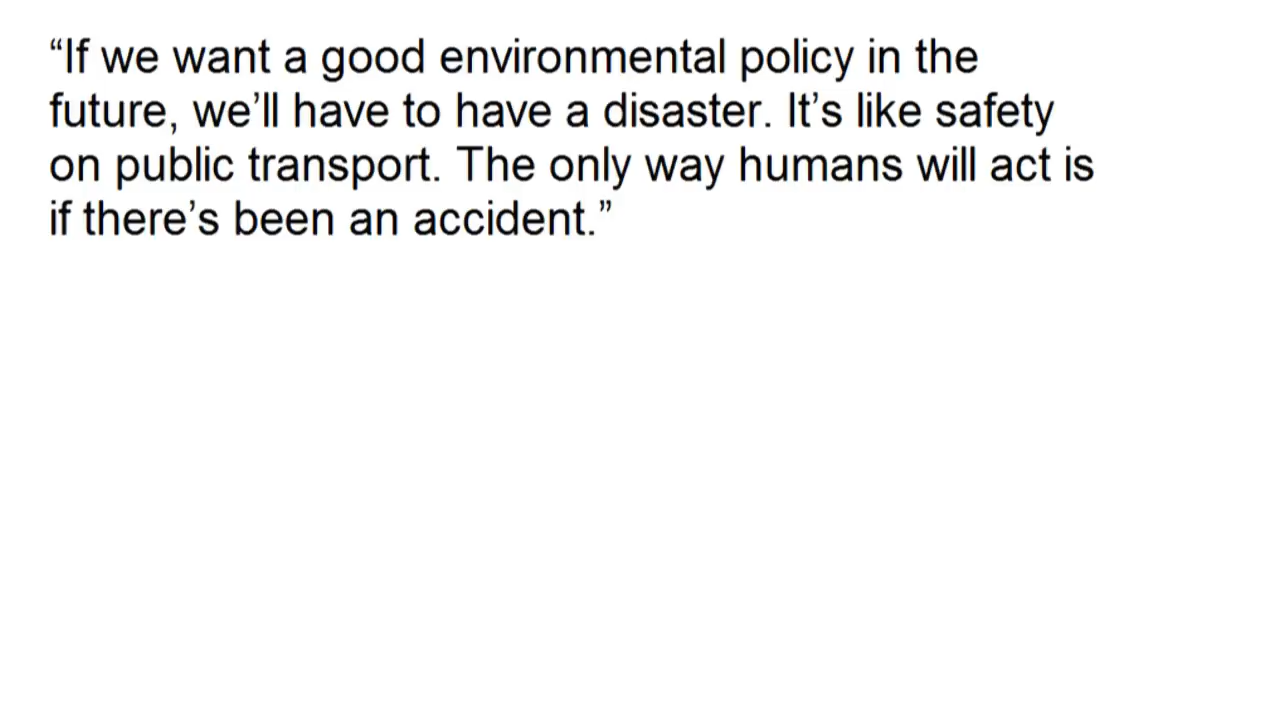 “If we want a good environmental policy in the
future, we’ll have to have a disaster. It’s like safety
on public transport. The only way humans will act is
if there’s been an accident.”